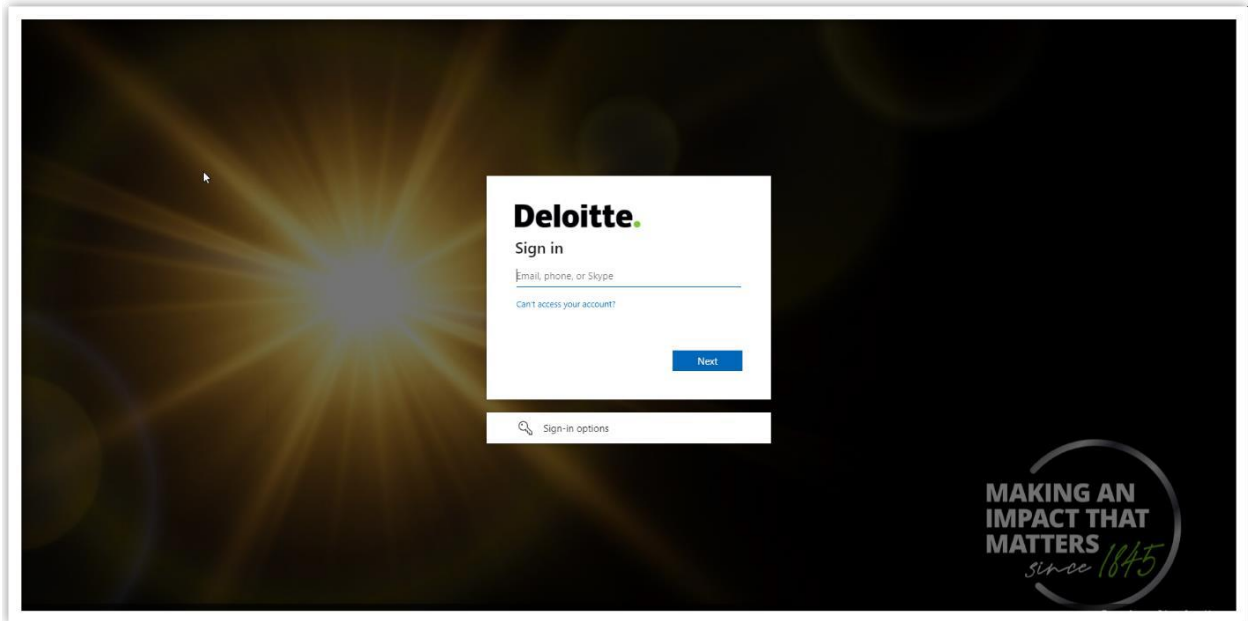 Deloitte.
Sign in
Email, phone, or Skype
Can't access your account?
Next
Sign-in options
MAKING AN
IMPACT THAT
MATTERS
since 1845